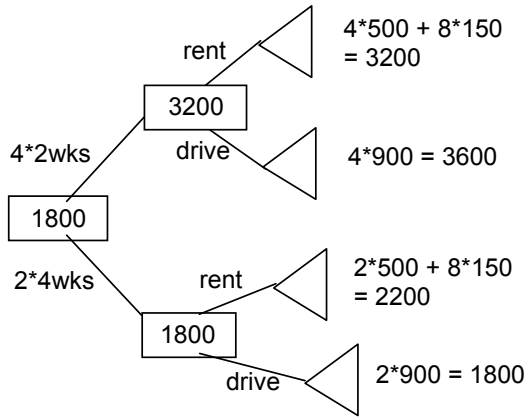 4*500 + 8*150
= 3200
rent
3200
drive
4*900 = 3600
4*2wks
1800
2*4wks
rent
2*500 + 8*150
= 2200
1800
drive
2*900 = 1800